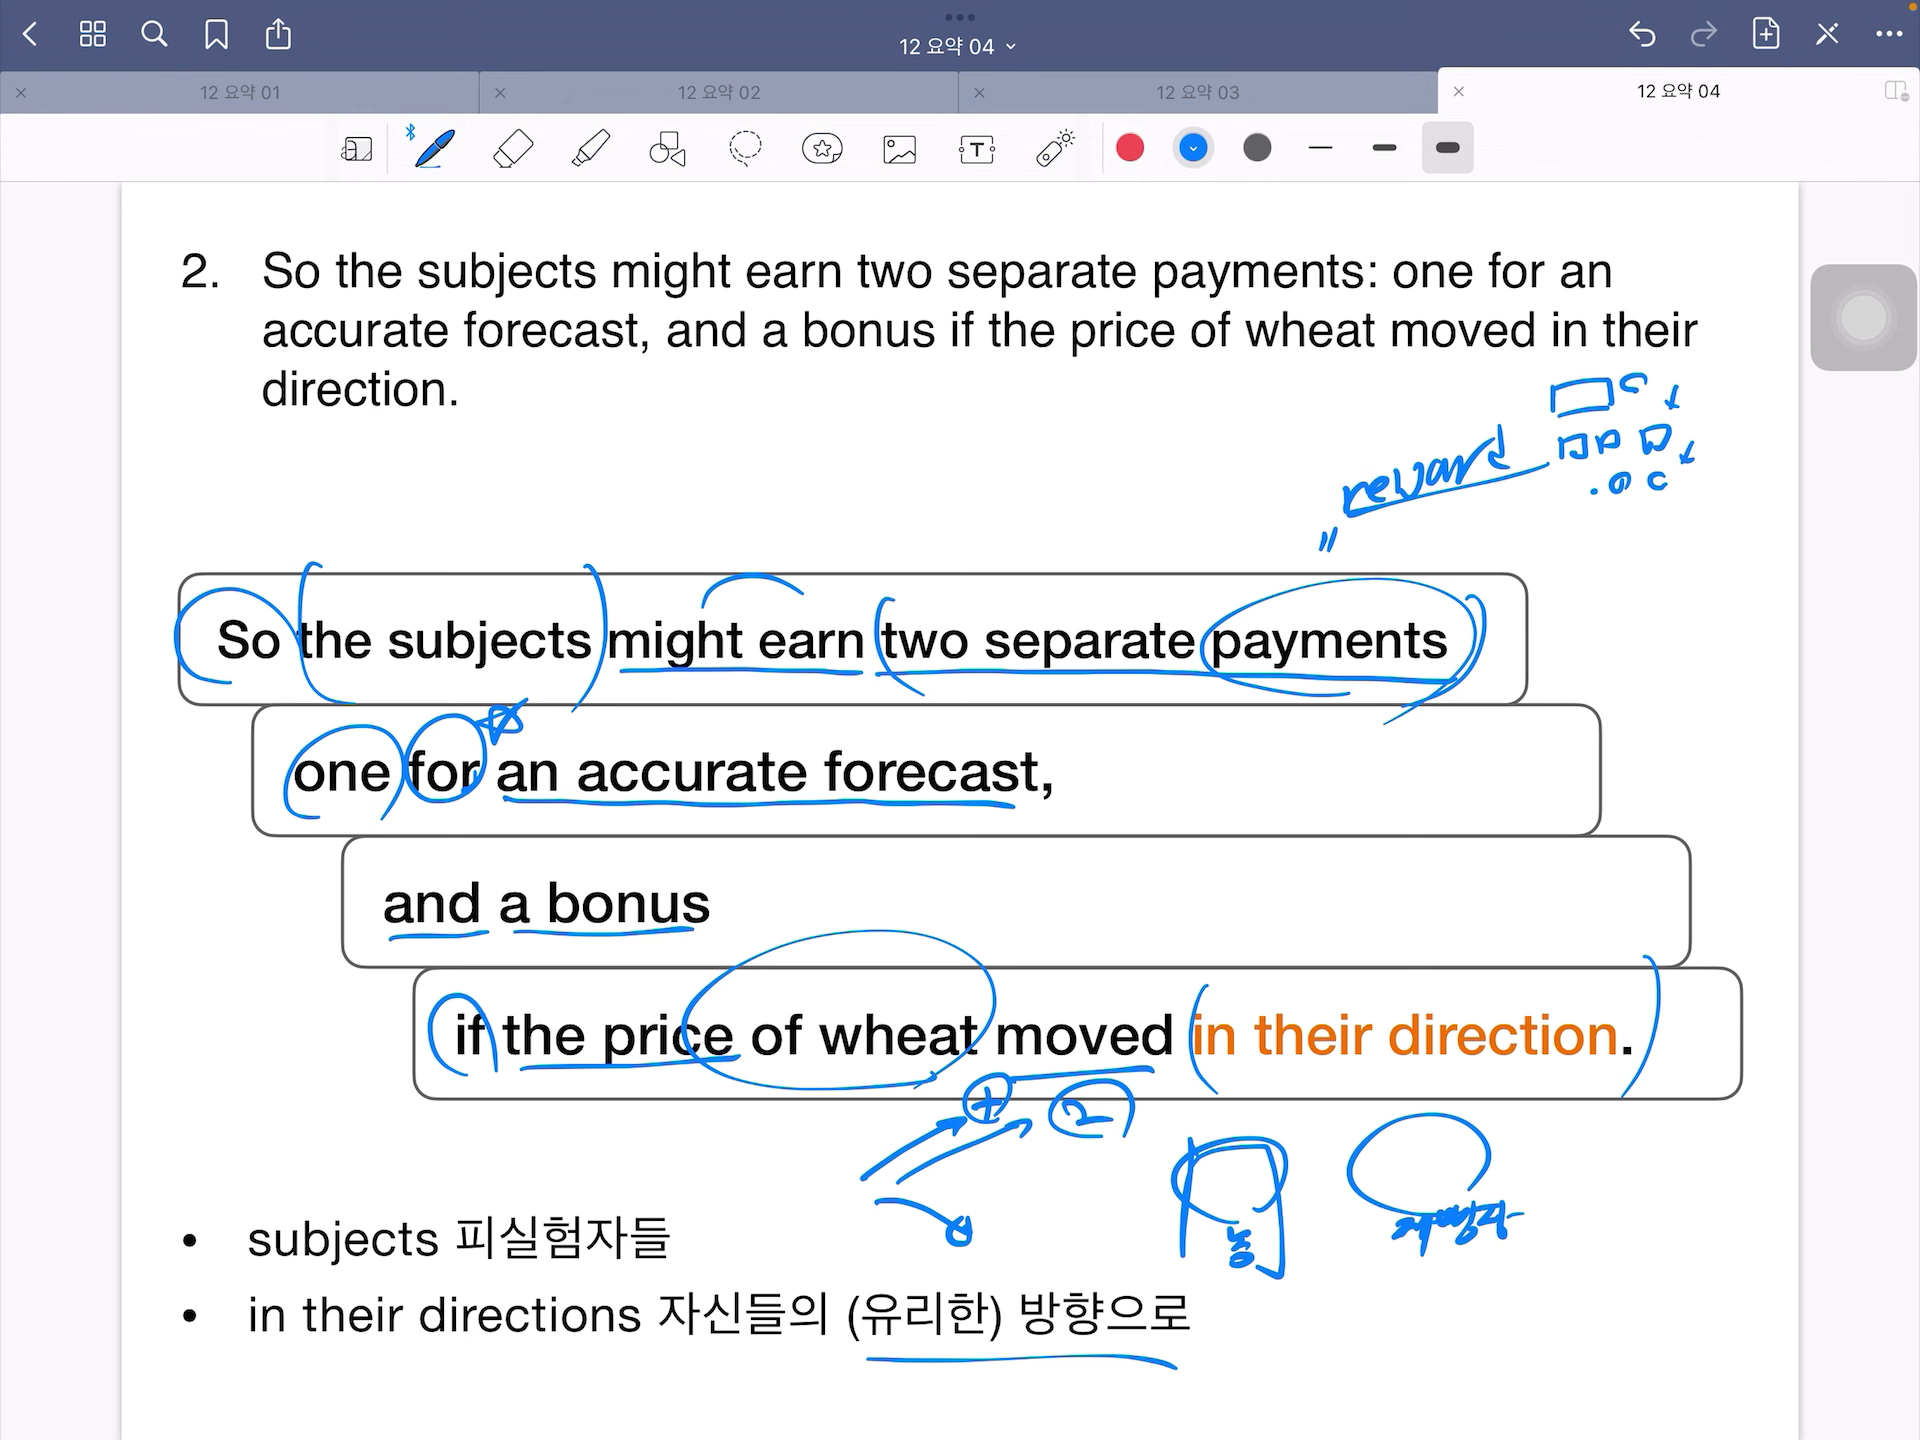 12 요약 04
12 요약 01
12 요약 02
12 요약 03
12 요약 04
2. So the subjects might earn two separate payments: one for an
accurate forecast, and a bonus if the price of wheat moved in their
direction.
reward
So the subjects might earn two separate payments
one for an accurate forecast,
and a bonus
if the price of wheat moved in their direction.
농
• subjects 피실험자들
• in their directions 자신들의 (유리한) 방향으로